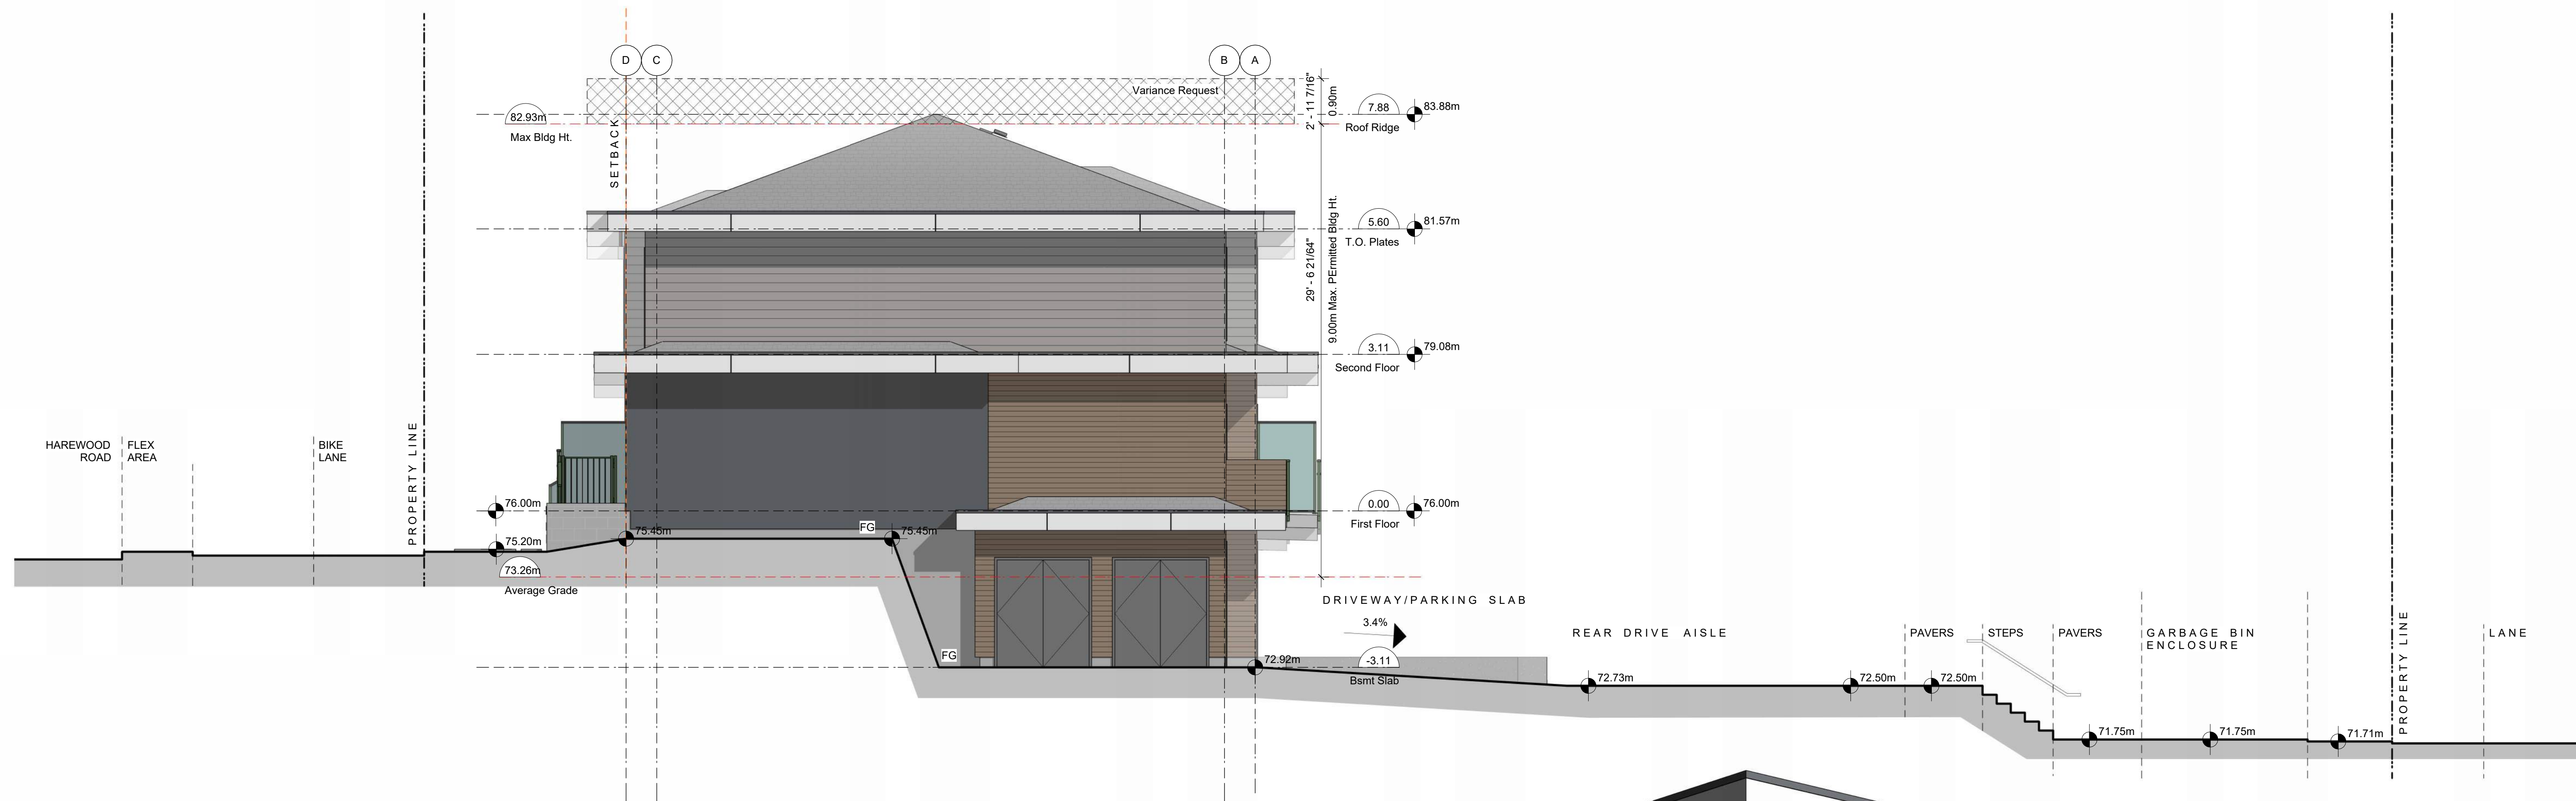 D
C
B
A
Variance Request
2' - 11 7/16"
0.90m
7.88
83.88m
Roof Ridge
82.93m
Max Bldg Ht.
SETBACK
5.60
81.57m
T.O. Plates
29' - 6 21/64"
9.00m Max. PErmitted Bldg Ht.
3.11
79.08m
Second Floor
HAREWOOD
ROAD
FLEX
AREA
BIKE
LANE
PROPERTY LINE
76.00m
0.00
76.00m
First Floor
FG
75.45m
75.45m
75.20m
73.26m
Average Grade
DRIVEWAY/PARKING SLAB
3.4%
REAR DRIVE AISLE
PAVERS
STEPS
PAVERS
GARBAGE BIN
ENCLOSURE
PROPERTY LINE
LANE
FG
72.92m
-3.11
Bsmt Slab
72.73m
72.50m
72.50m
71.75m
71.75m
71.71m